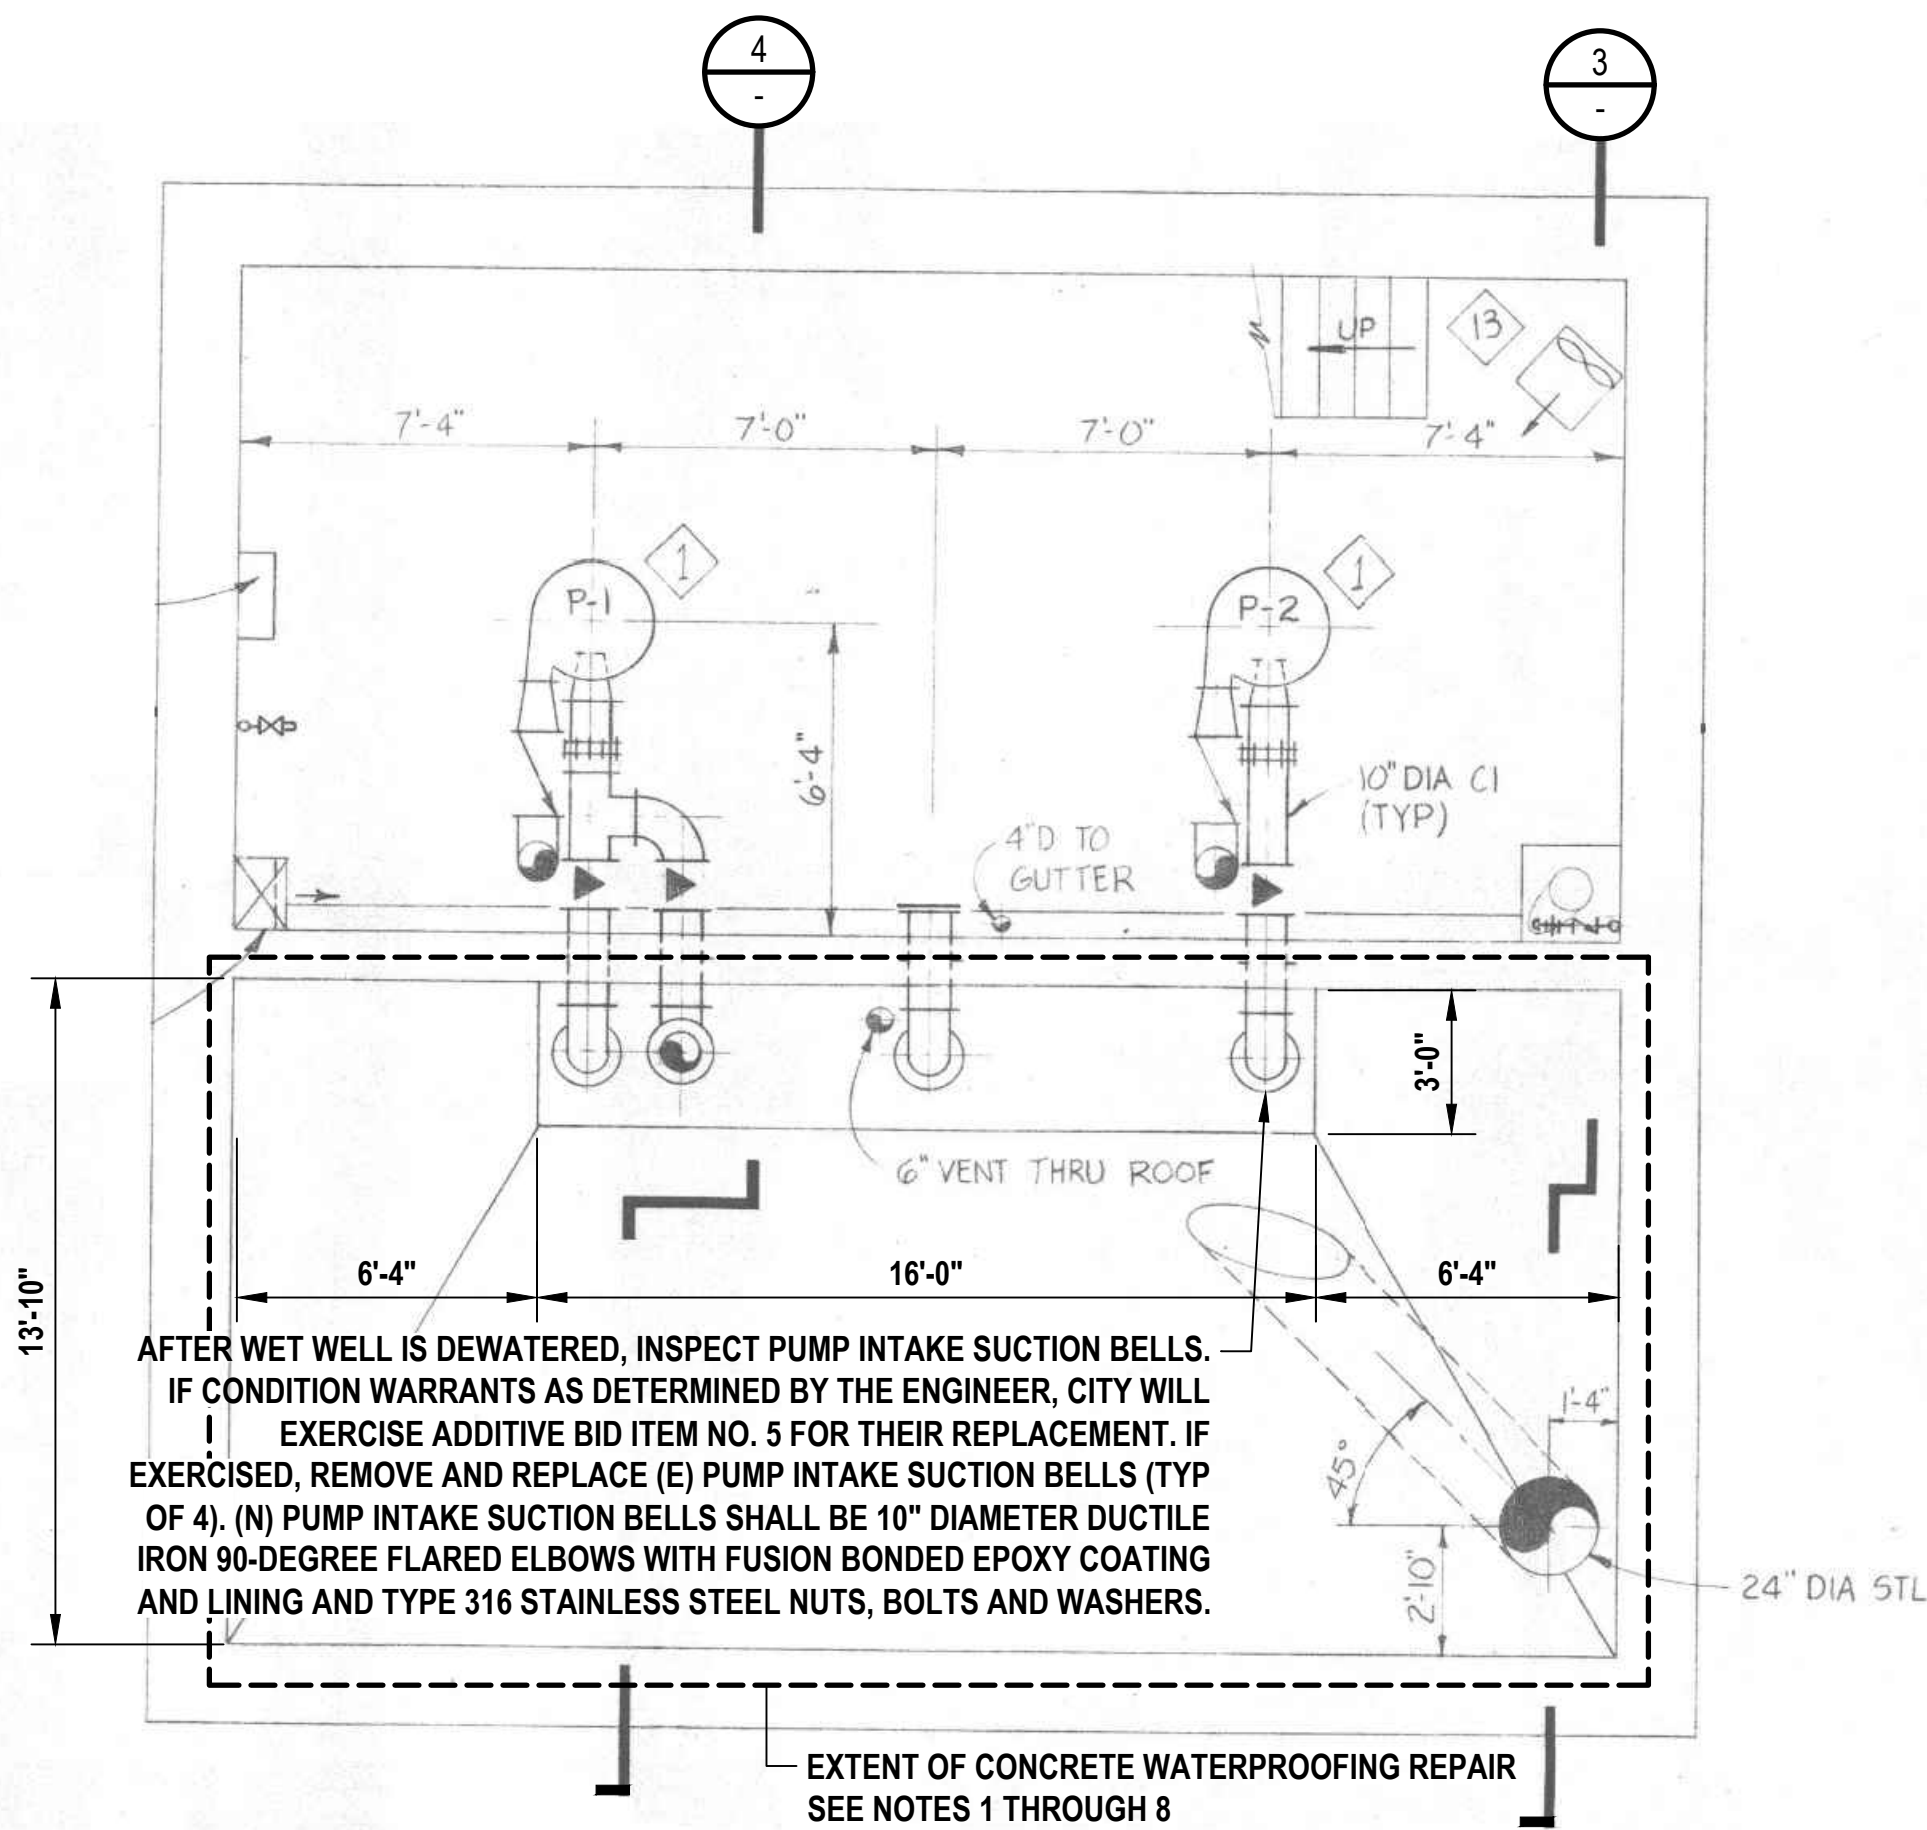 4
-
3
-
UP
13
7'-4"
7'-0"
7'-0"
7'-4"
P-1
1
P-2
1
6'-4"
10" DIA CI
(TYP)
4"D TO
GUTTER
3'-0"
6" VENT THRU ROOF
13'-10"
6'-4"
16'-0"
6'-4"
AFTER WET WELL IS DEWATERED, INSPECT PUMP INTAKE SUCTION BELLS.
IF CONDITION WARRANTS AS DETERMINED BY THE ENGINEER, CITY WILL
EXERCISE ADDITIVE BID ITEM NO. 5 FOR THEIR REPLACEMENT. IF
EXERCISED, REMOVE AND REPLACE (E) PUMP INTAKE SUCTION BELLS (TYP
OF 4). (N) PUMP INTAKE SUCTION BELLS SHALL BE 10" DIAMETER DUCTILE
IRON 90-DEGREE FLARED ELBOWS WITH FUSION BONDED EPOXY COATING
AND LINING AND TYPE 316 STAINLESS STEEL NUTS, BOLTS AND WASHERS.
1'-4"
45°
2'-10"
24" DIA STL
EXTENT OF CONCRETE WATERPROOFING REPAIR
SEE NOTES 1 THROUGH 8